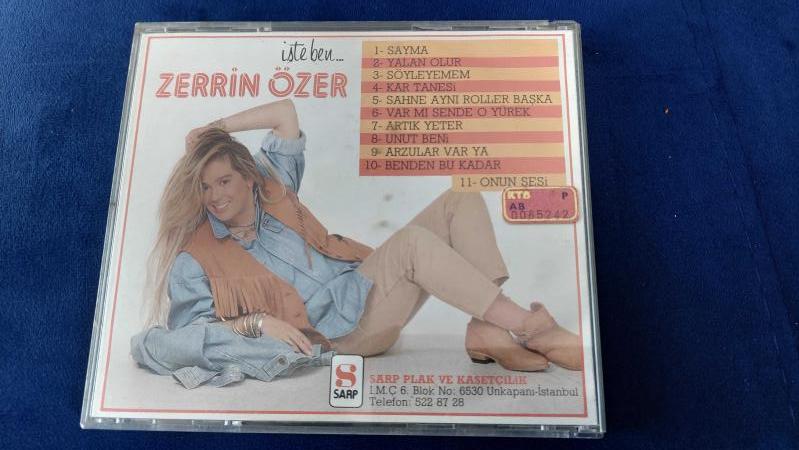 işte ben...
ZERRİN ÖZER
1- SAYMA
2- YALAN OLUR
3- SÖYLEYEMEM
4- KAR TANESİ
5- SAHNE AYNI ROLLER BAŞKA
6- VAR MI SENDE O YÜREK
7- ARTIK YETER
8- UNUT BENİ
9- ARZULAR VAR YA
10- BENDEN BU KADAR
11- ONUN SESİ
KTB P
AB
0085242
S
SARP
SARP PLAK VE KASETÇİLİK
İ.M.Ç 6. Blok No: 6530 Unkapanı-İstanbul
Telefon: 522 87 28